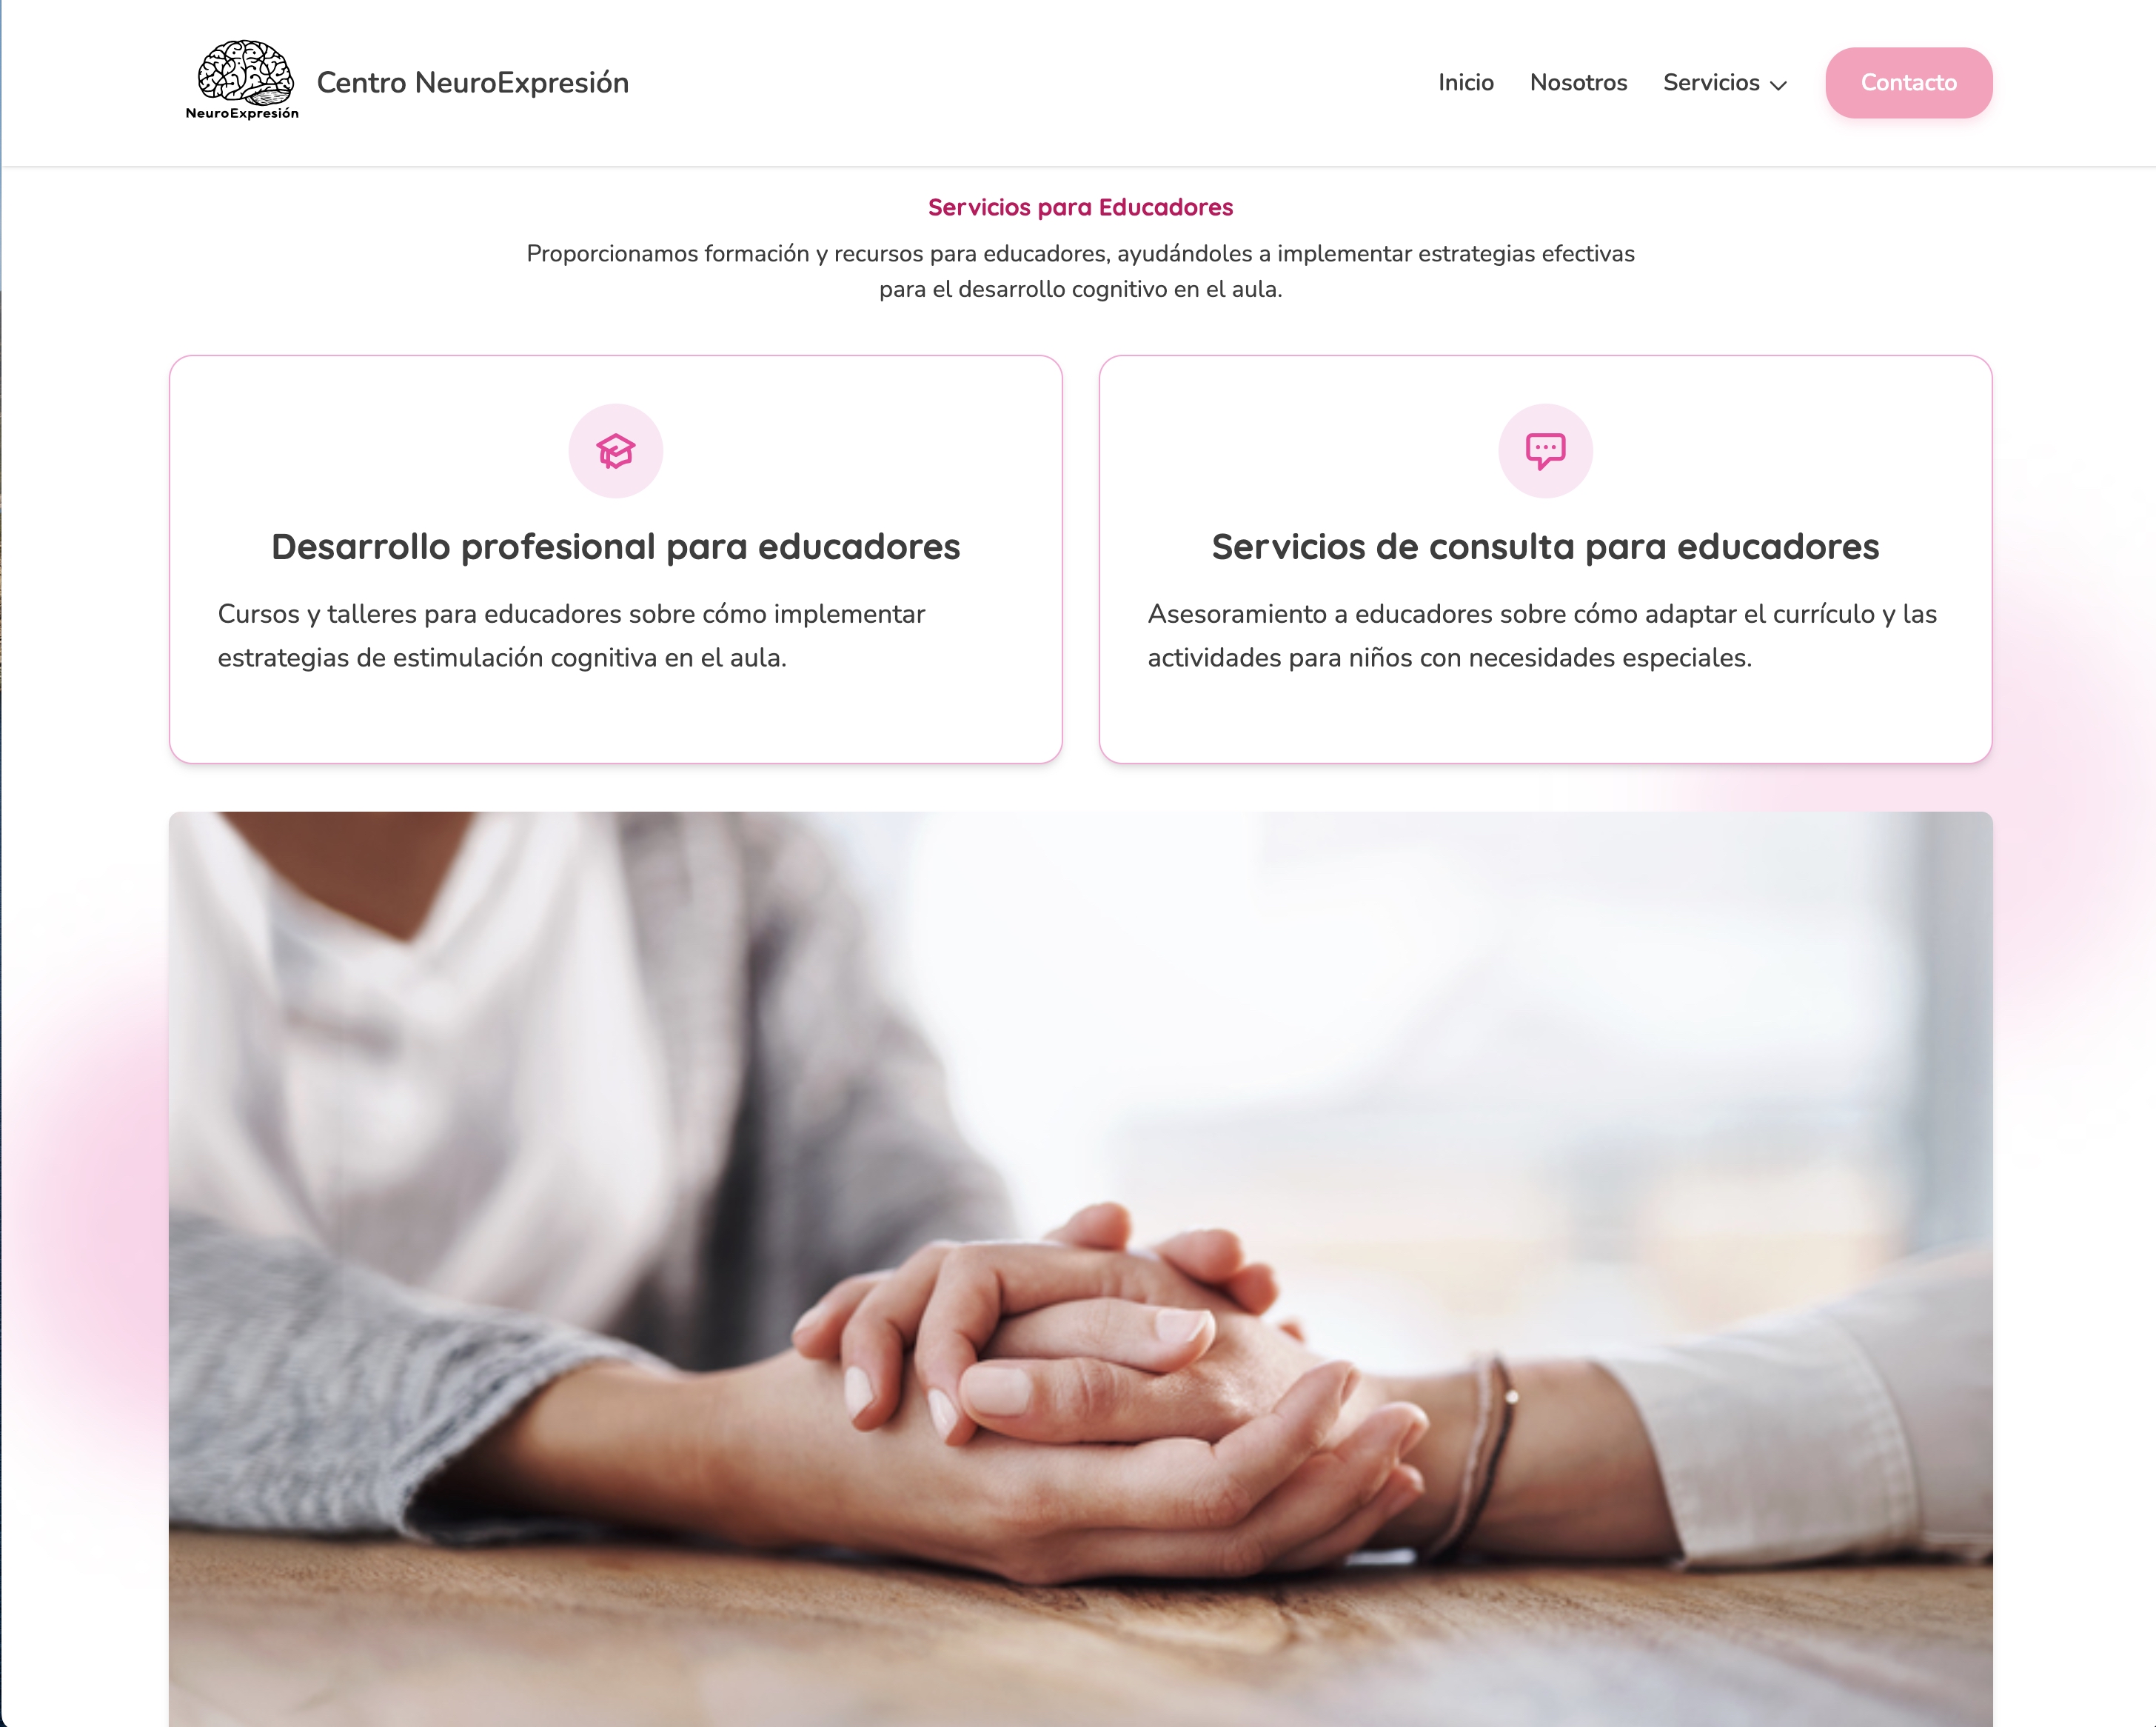 NeuroExpresión
Centro NeuroExpresión
Inicio
Nosotros
Servicios
Contacto
Servicios para Educadores
Proporcionamos formación y recursos para educadores, ayudándoles a implementar estrategias efectivas
para el desarrollo cognitivo en el aula.
Desarrollo profesional para educadores
Cursos y talleres para educadores sobre cómo implementar
estrategias de estimulación cognitiva en el aula.
Servicios de consulta para educadores
Asesoramiento a educadores sobre cómo adaptar el currículo y las
actividades para niños con necesidades especiales.